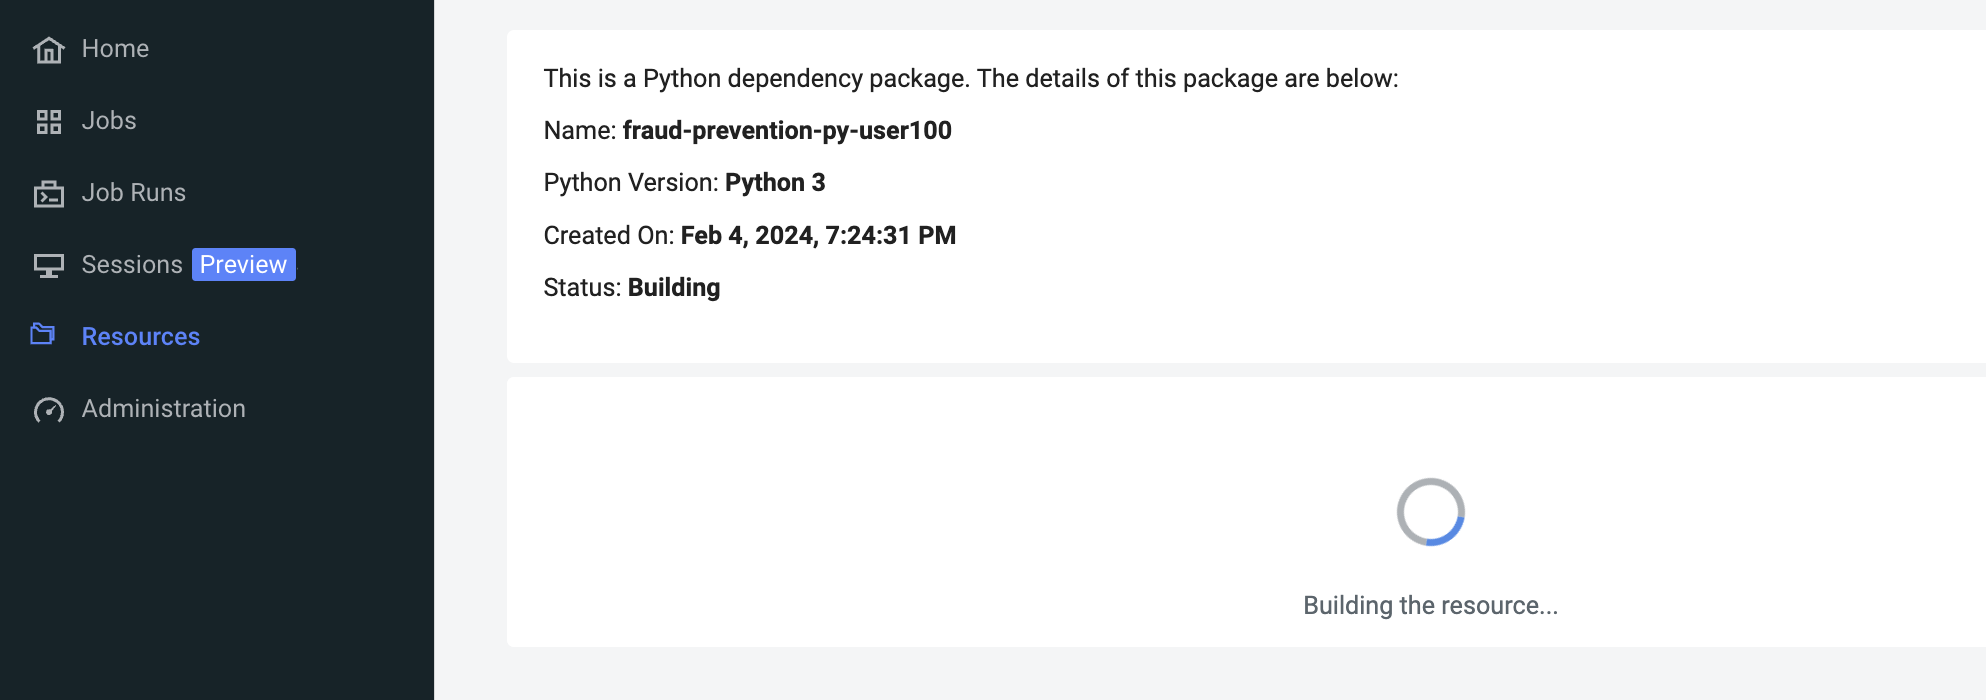 Home
Jobs
Job Runs
Sessions Preview
Resources
Administration
This is a Python dependency package. The details of this package are below:
Name: fraud-prevention-py-user100
Python Version: Python 3
Created On: Feb 4, 2024, 7:24:31 PM
Status: Building
Building the resource...